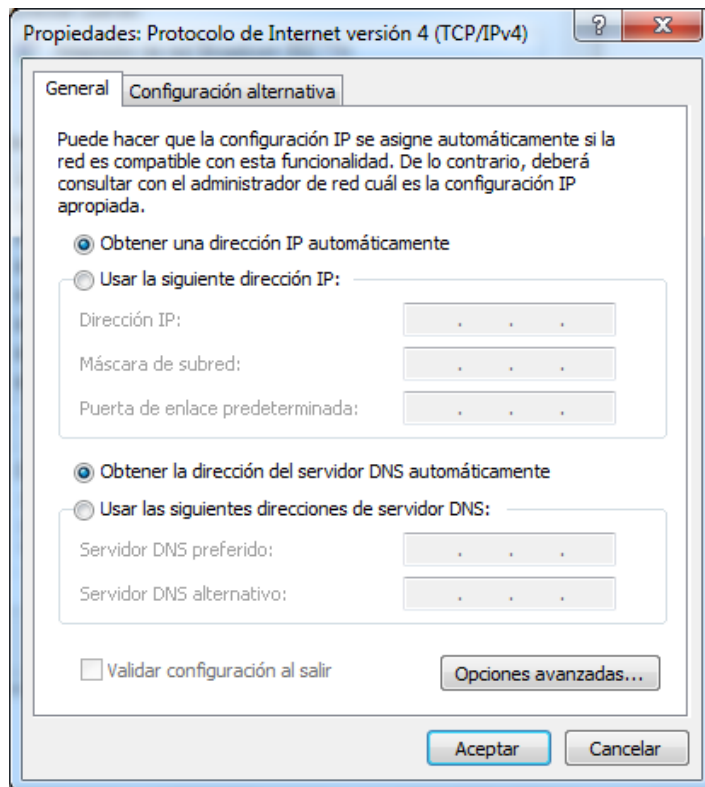 Propiedades: Protocolo de Internet versión 4 (TCP/IPv4)
?
X
General
Configuración alternativa
Puede hacer que la configuración IP se asigne automáticamente si la
red es compatible con esta funcionalidad. De lo contrario, deberá
consultar con el administrador de red cuál es la configuración IP
apropiada.
Obtener una dirección IP automáticamente
Usar la siguiente dirección IP:
Dirección IP: . . .
Máscara de subred: . . .
Puerta de enlace predeterminada: . . .
Obtener la dirección del servidor DNS automáticamente
Usar las siguientes direcciones de servidor DNS:
Servidor DNS preferido: . . .
Servidor DNS alternativo: . . .
Validar configuración al salir
Opciones avanzadas...
Aceptar
Cancelar